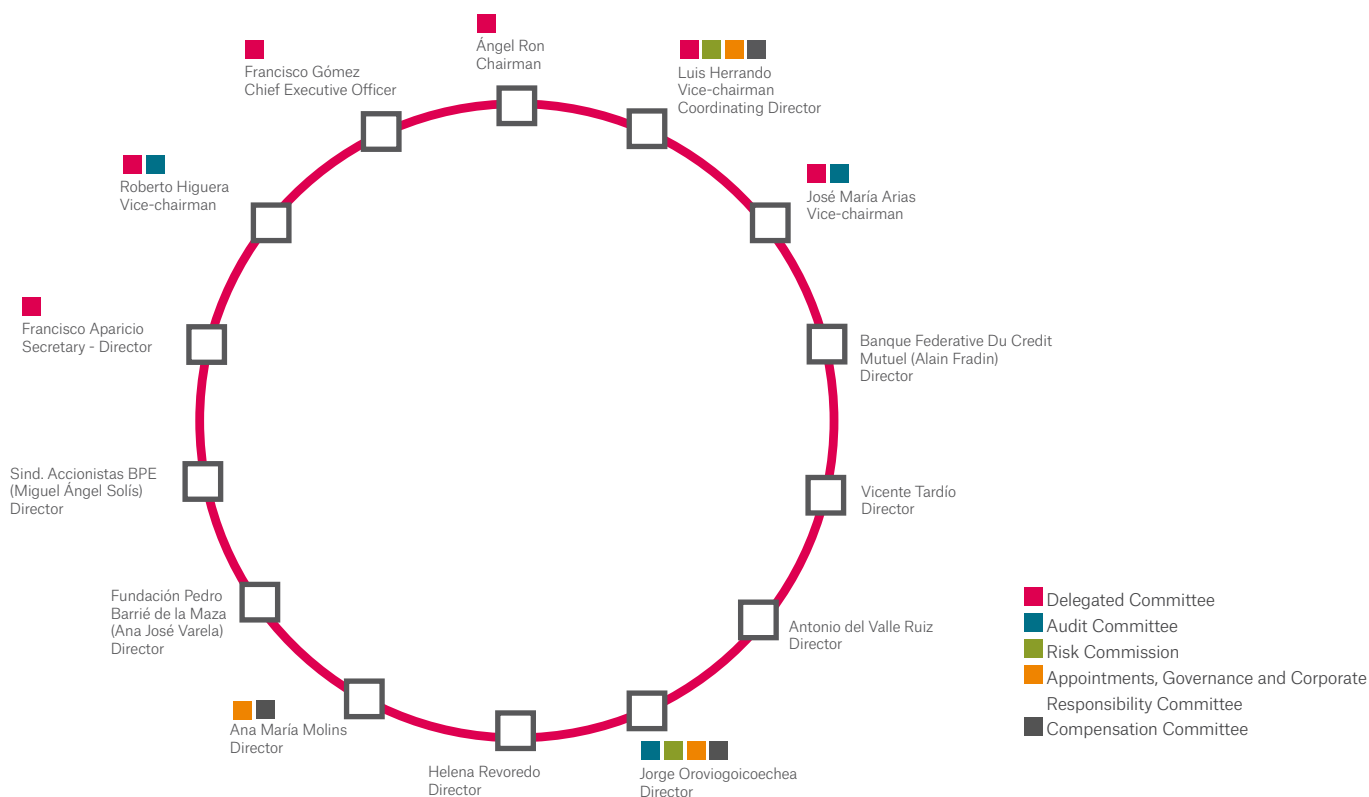 Ángel Ron
Chairman
Luis Herrando
Vice-chairman
Coordinating Director
José María Arias
Vice-chairman
Banque Federative Du Credit
Mutuel (Alain Fradin)
Director
Vicente Tardío
Director
Antonio del Valle Ruiz
Director
Jorge Oroviogoicoechea
Director
Helena Revoredo
Director
Ana María Molins
Director
Fundación Pedro
Barrié de la Maza
(Ana José Varela)
Director
Sind. Accionistas BPE
(Miguel Ángel Solís)
Director
Francisco Aparicio
Secretary - Director
Roberto Higuera
Vice-chairman
Francisco Gómez
Chief Executive Officer
Delegated Committee
Audit Committee
Risk Commission
Appointments, Governance and Corporate
Responsibility Committee
Compensation Committee